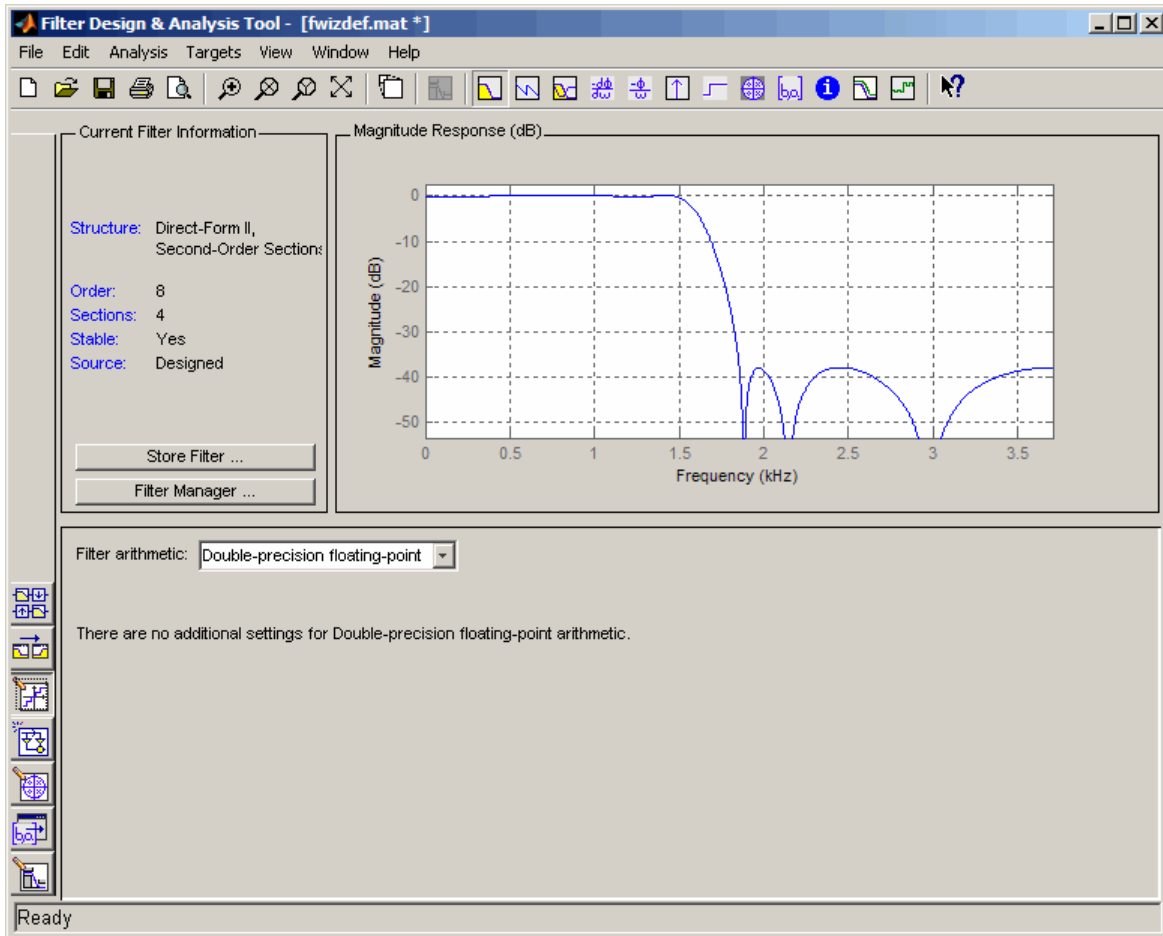 Filter Design & Analysis Tool - [fwizdef.mat *]
File Edit Analysis Targets View Window Help
Current Filter Information
Structure: Direct-Form II,
Second-Order Sections
Order: 8
Sections: 4
Stable: Yes
Source: Designed
Store Filter ...
Filter Manager ...
Magnitude Response (dB)
Magnitude (dB)
0
-10
-20
-30
-40
-50
0 0.5 1 1.5 2 2.5 3 3.5
Frequency (kHz)
Filter arithmetic: Double-precision floating-point
There are no additional settings for Double-precision floating-point arithmetic.
[b,a]
Ready